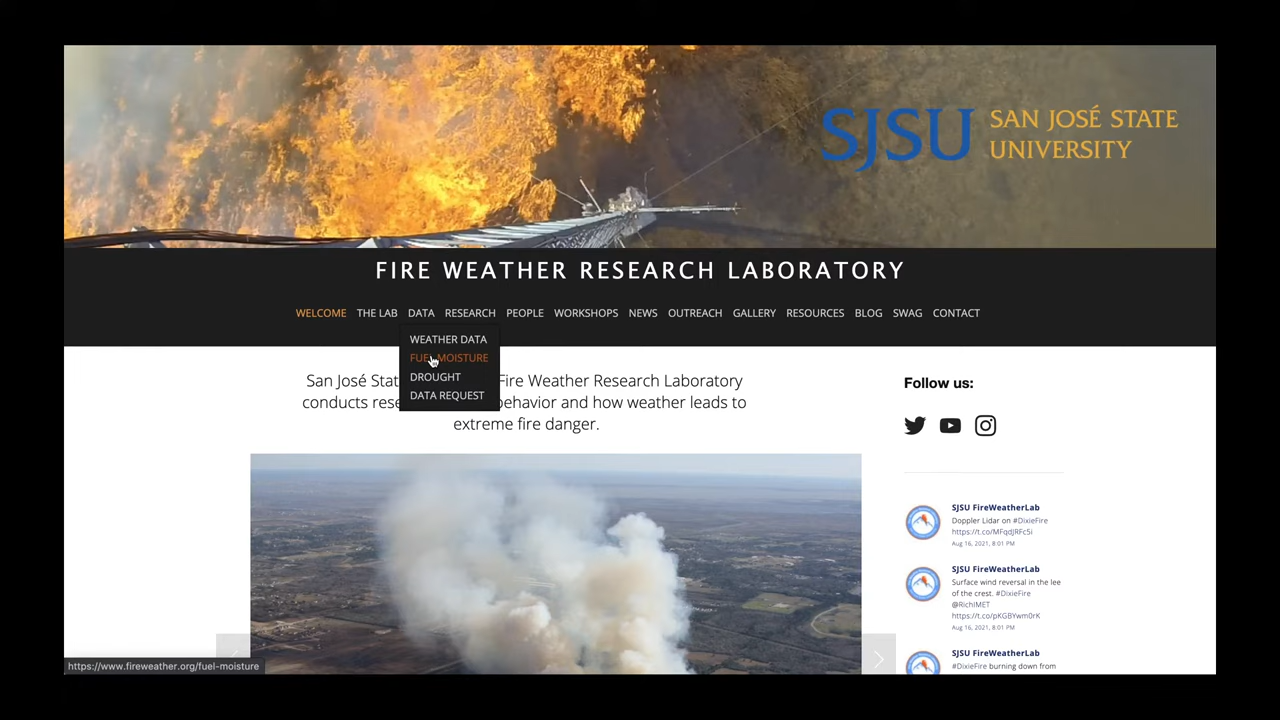 SJSU
SAN JOSÉ STATE
UNIVERSITY
FIRE WEATHER RESEARCH LABORATORY
WELCOME THE LAB DATA RESEARCH PEOPLE WORKSHOPS NEWS OUTREACH GALLERY RESOURCES BLOG SWAG CONTACT
WEATHER DATA
FUEL MOISTURE
DROUGHT
DATA REQUEST
San José Stat Fire Weather Research Laboratory
conducts rese behavior and how weather leads to
extreme fire danger.
Follow us:
SJSU FireWeatherLab
Doppler Lidar on #DixieFire
https://t.co/MFqdJRFc5i
Aug 16, 2021, 8:01 PM
SJSU FireWeatherLab
Surface wind reversal in the lee
of the crest. #DixieFire
@RichIMET
https://t.co/pKGBYwm0rK
Aug 16, 2021, 8:01 PM
SJSU FireWeatherLab
#DixieFire burning down from
https://www.fireweather.org/fuel-moisture